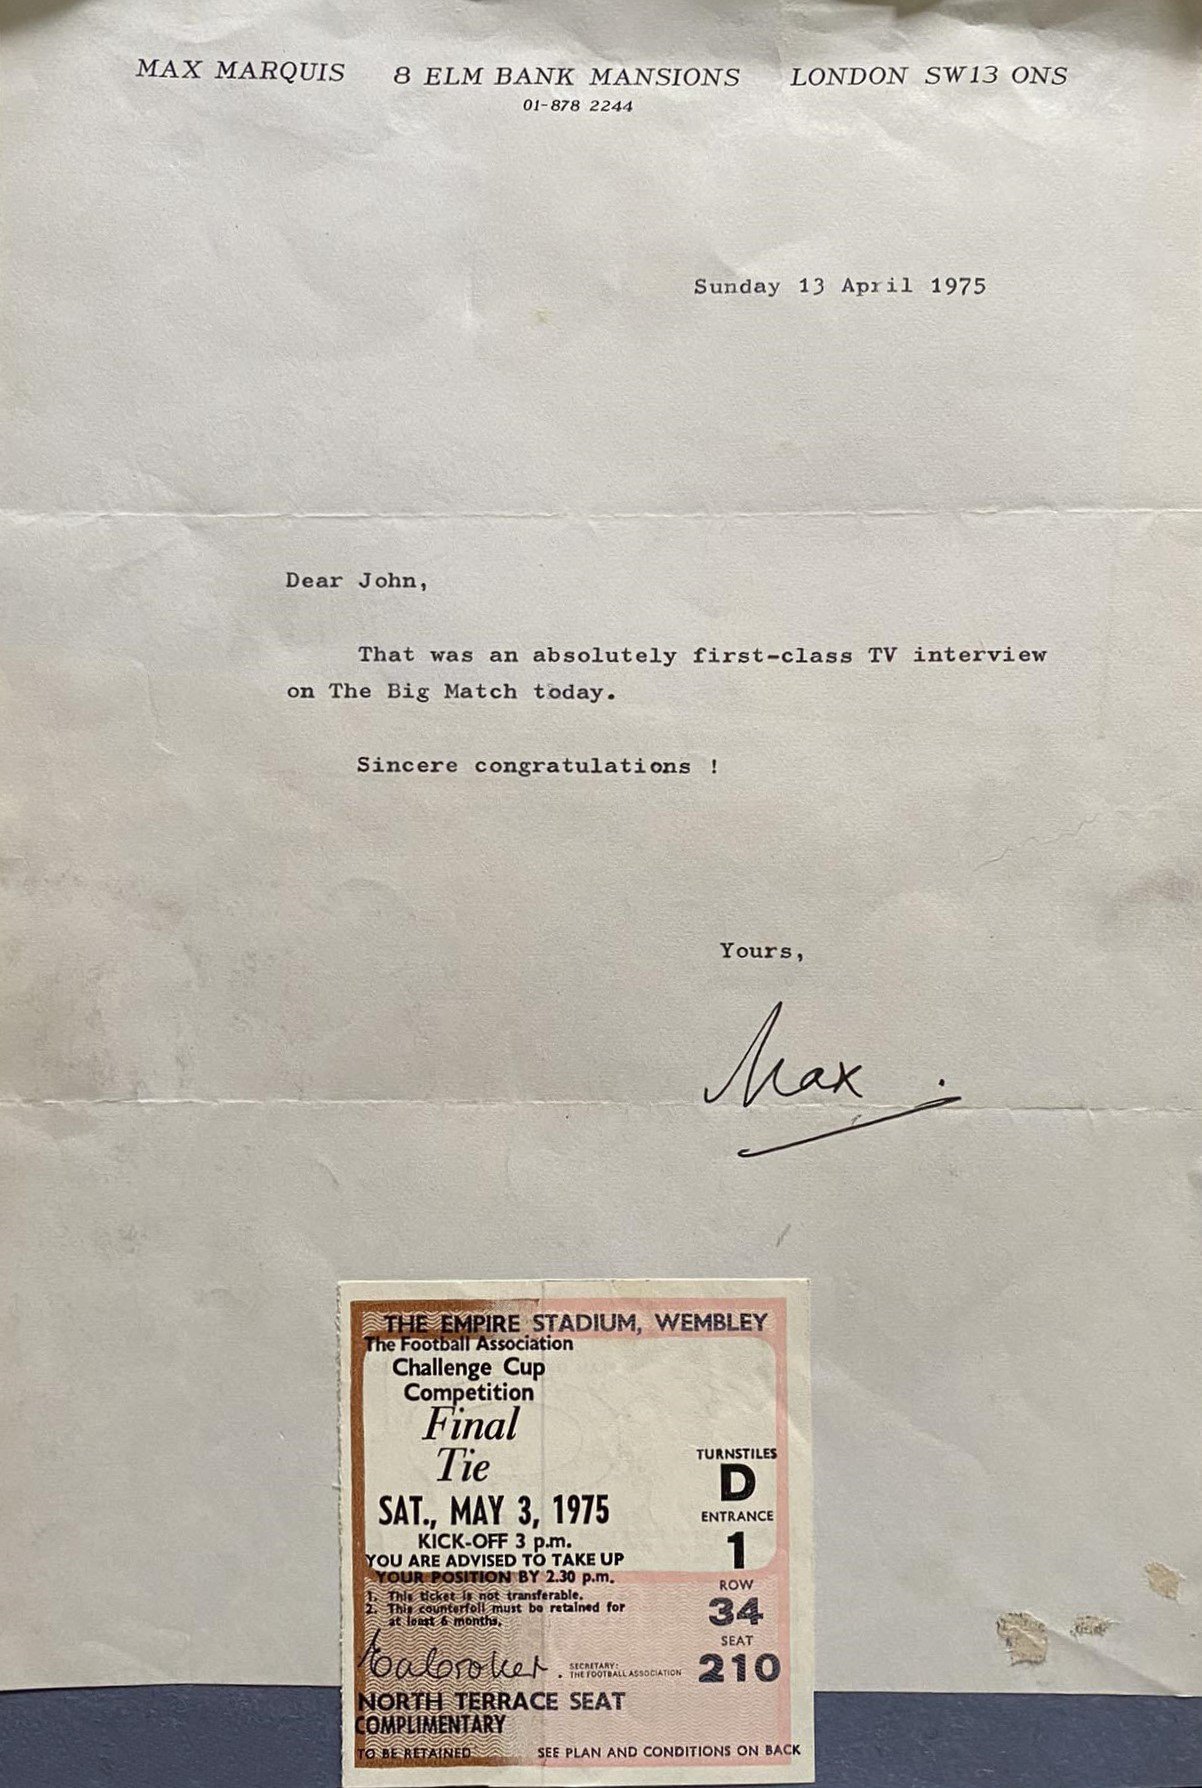 MAX MARQUIS 8 ELM BANK MANSIONS LONDON SW13 ONS
01-878 2244
Sunday 13 April 1975
Dear John,
That was an absolutely first-class TV interview
on The Big Match today.
Sincere congratulations !
Yours,
Max.
THE EMPIRE STADIUM, WEMBLEY
The Football Association
Challenge Cup
Competition
Final
Tie
SAT., MAY 3, 1975
KICK-OFF 3 p.m.
YOU ARE ADVISED TO TAKE UP
YOUR POSITION BY 2.30 p.m.
1. This ticket is not transferable.
2. This counterfoil must be retained for
at least 6 months.
SECRETARY:
THE FOOTBALL ASSOCIATION
NORTH TERRACE SEAT
COMPLIMENTARY
TO BE RETAINED
TURNSTILES
D
ENTRANCE
1
ROW
34
SEAT
210
SEE PLAN AND CONDITIONS ON BACK